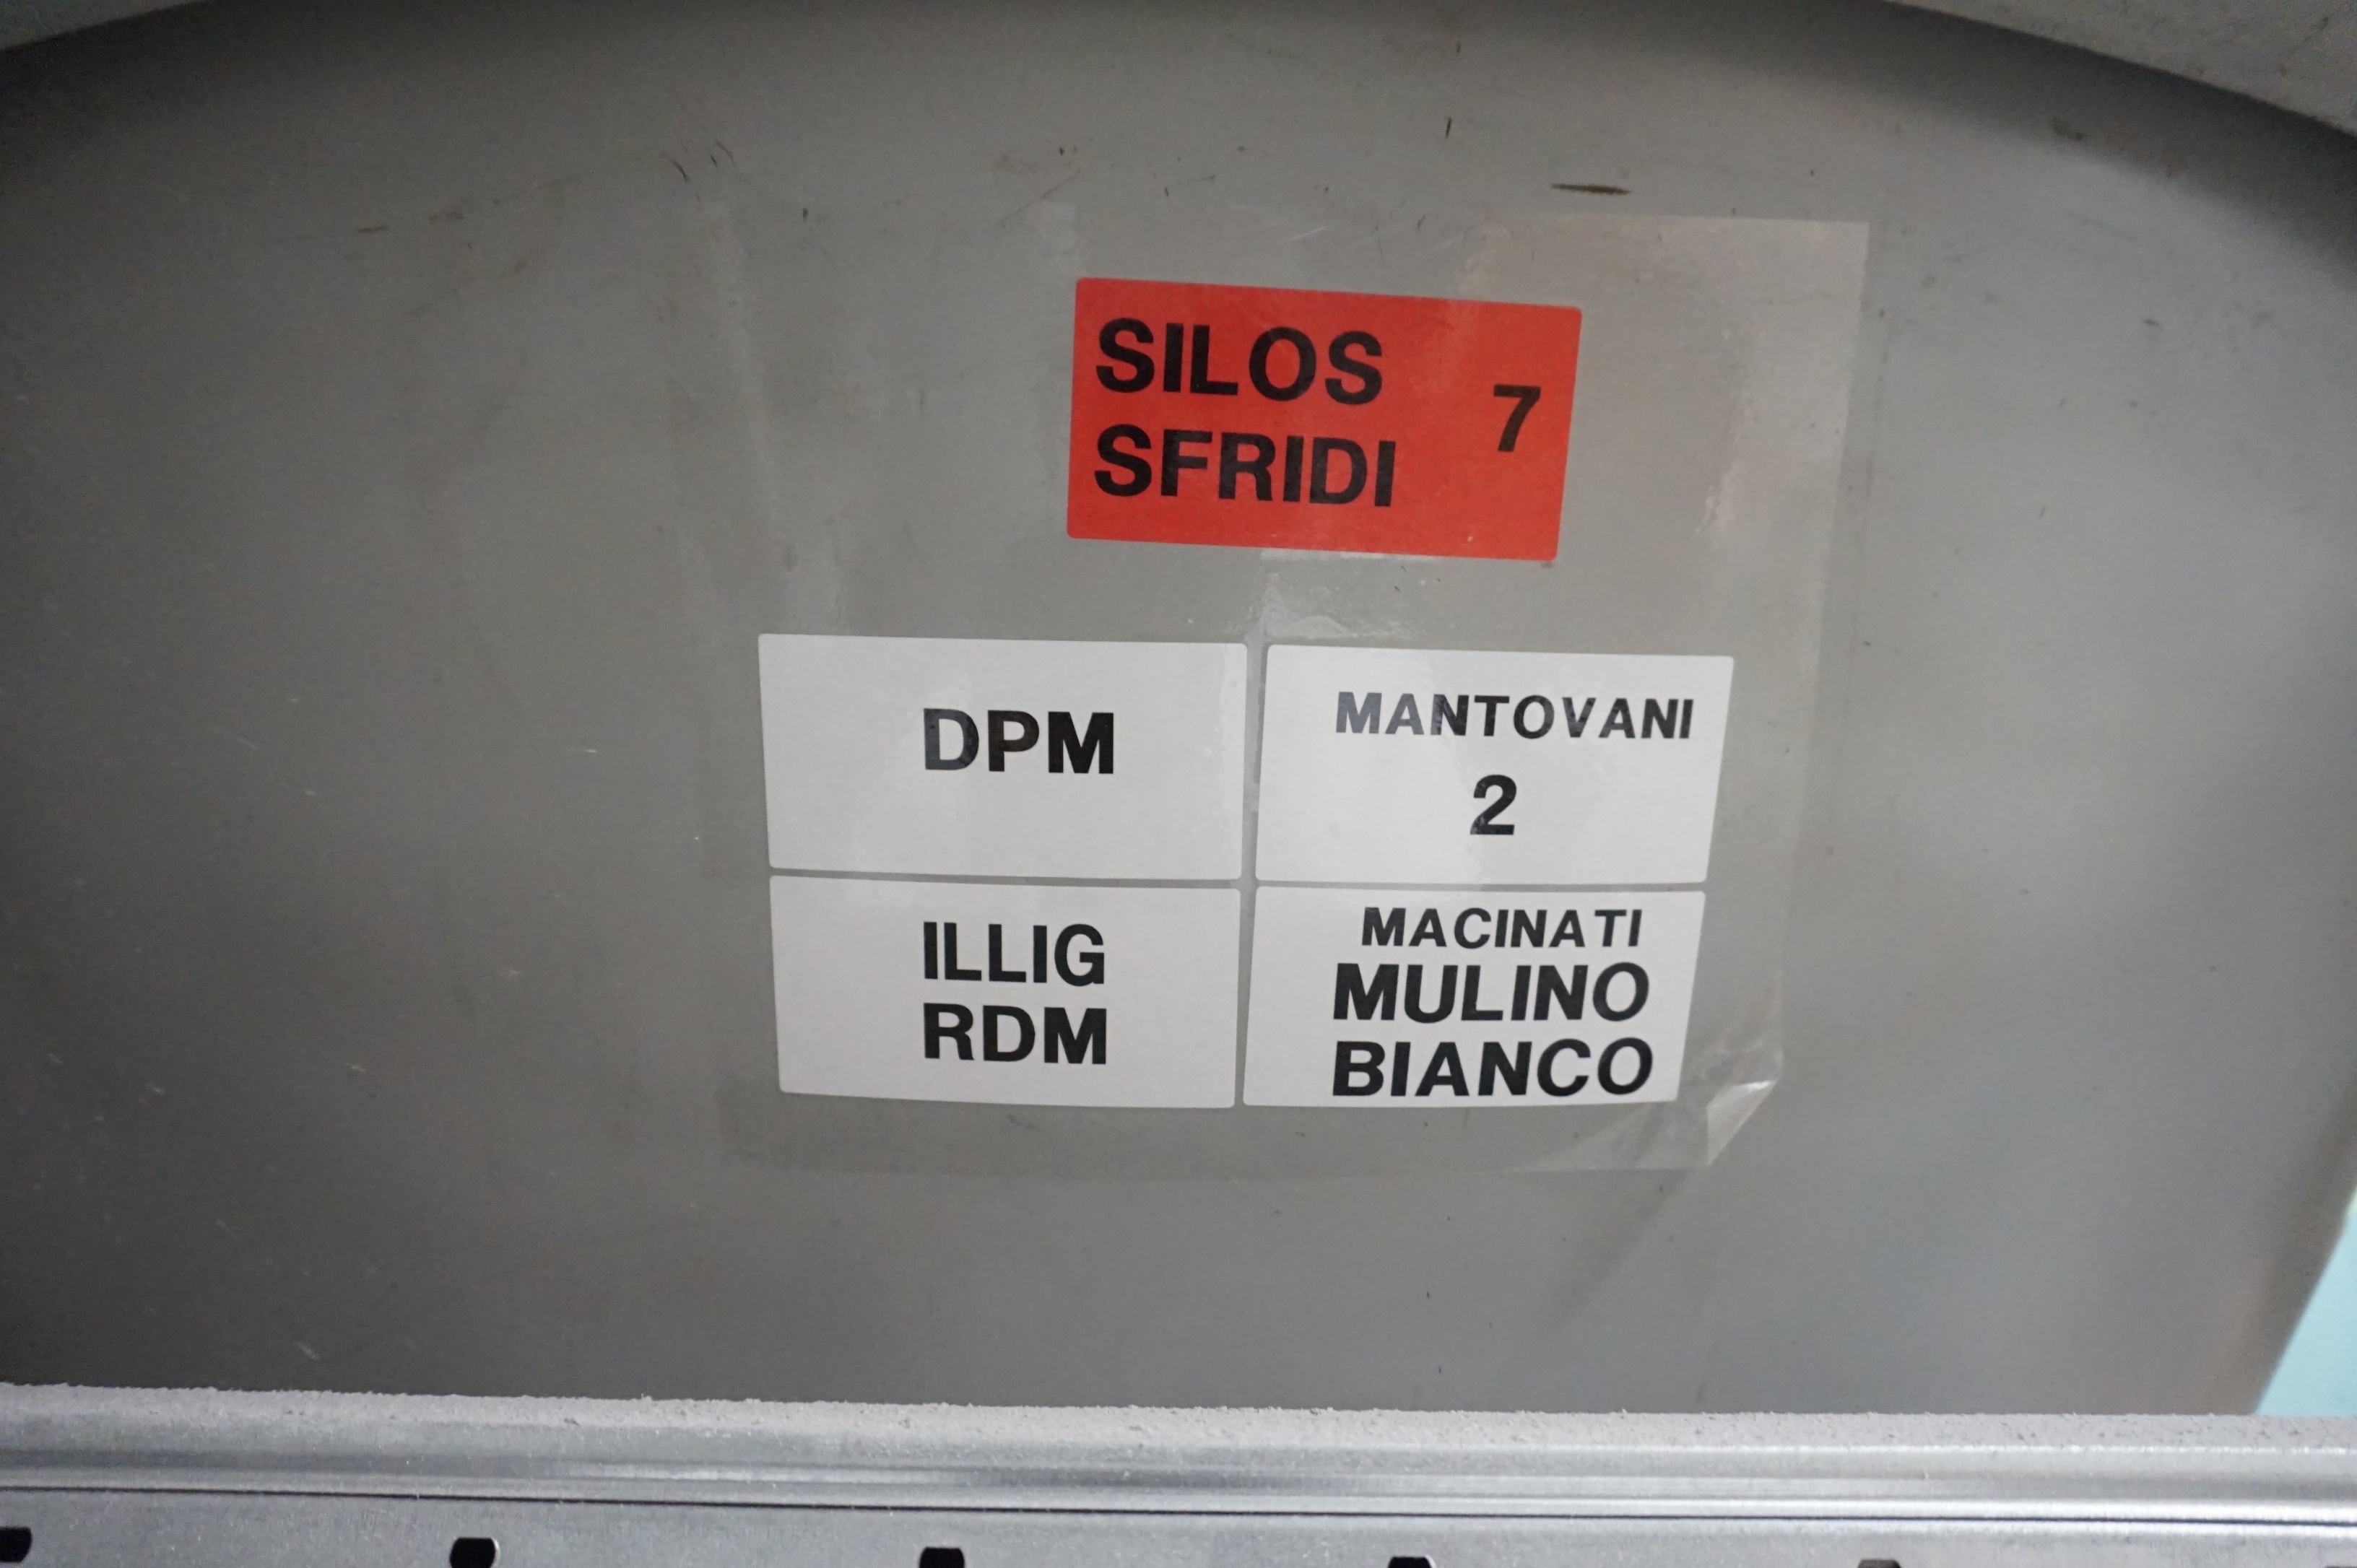 SILOS
SFRIDI 7
DPM
MANTOVANI
2
ILLIG
RDM
MACINATI
MULINO
BIANCO